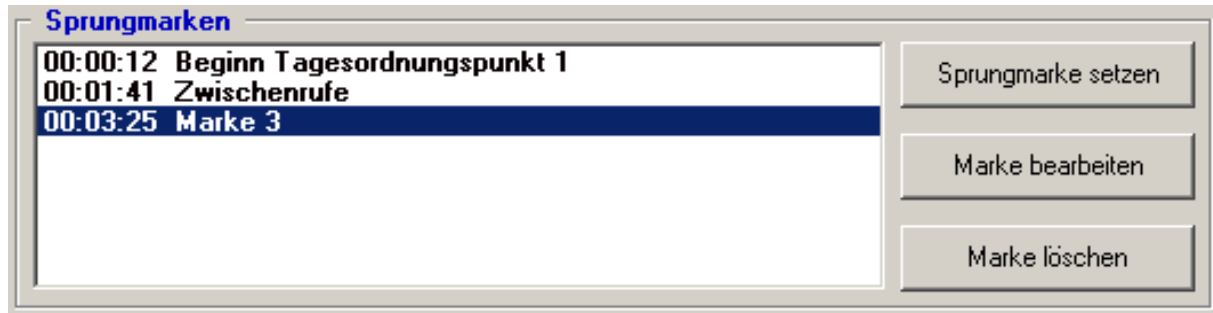 Sprungmarken
00:00:12 Beginn Tagesordnungspunkt 1
00:01:41 Zwischenrufe
00:03:25 Marke 3
Sprungmarke setzen
Marke bearbeiten
Marke löschen